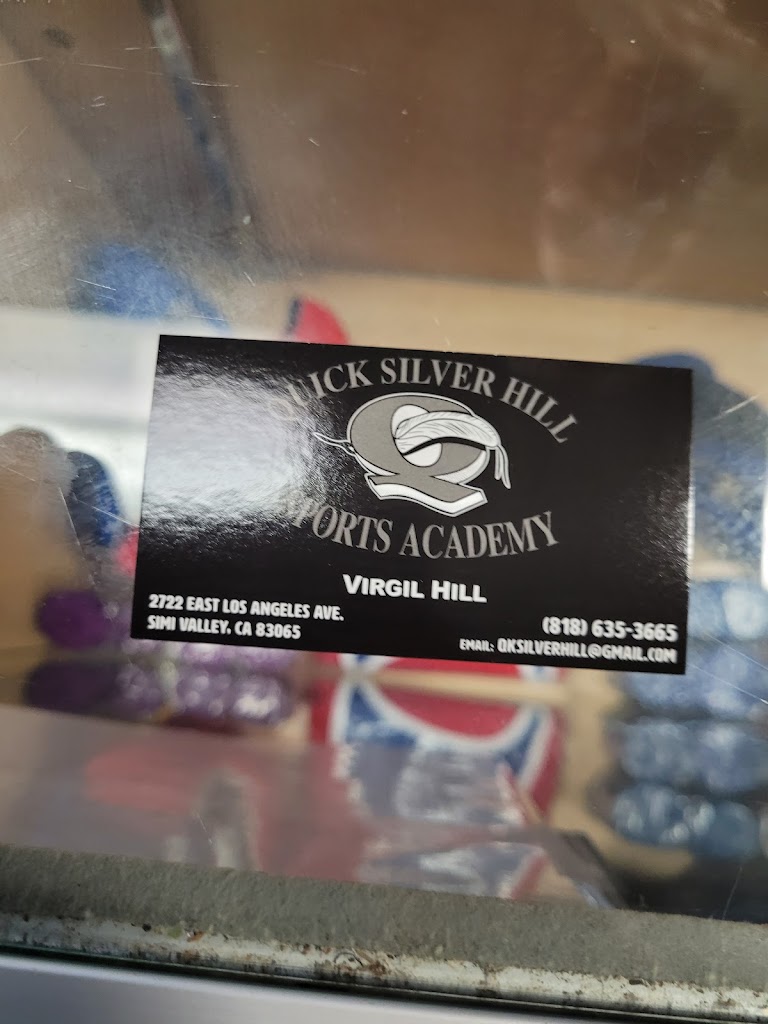 QUICK SILVER HILL
SPORTS ACADEMY
VIRGIL HILL
2722 EAST LOS ANGELES AVE.
SIMI VALLEY, CA 83065
(818) 635-3665
EMAIL: QKSILVERHILL@GMAIL.COM